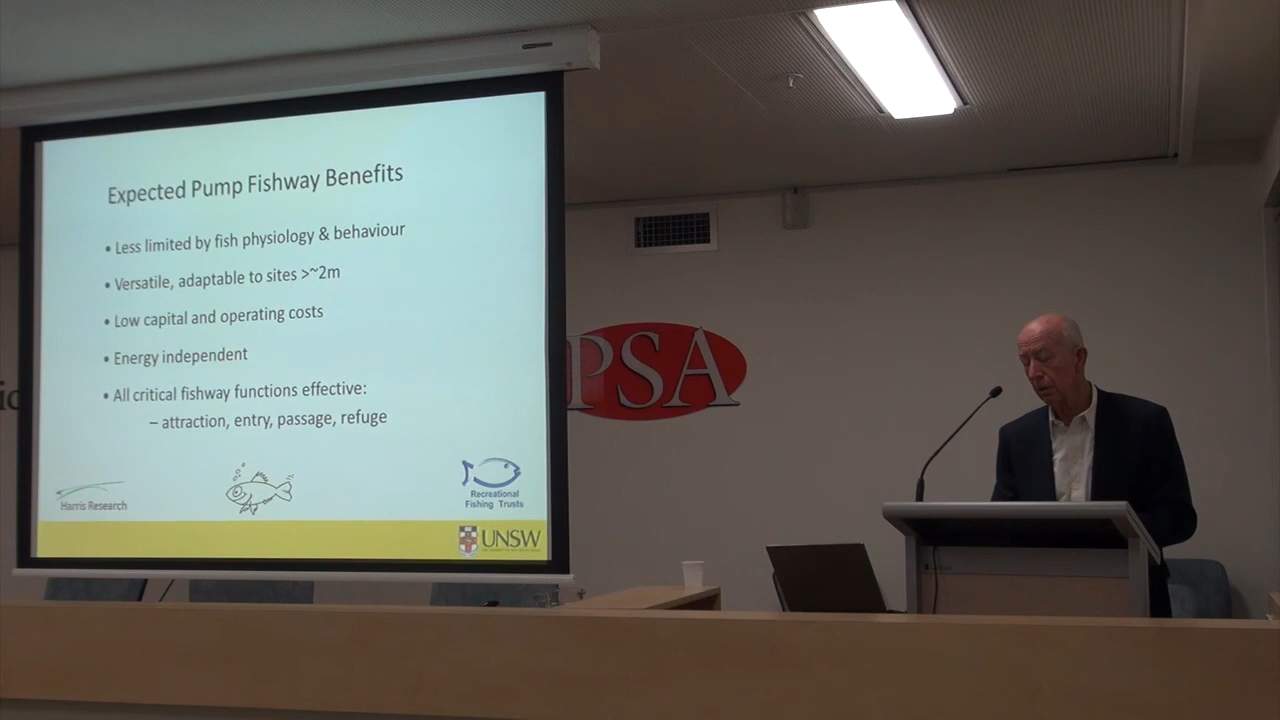 Expected Pump Fishway Benefits
• Less limited by fish physiology & behaviour
• Versatile, adaptable to sites >~2m
• Low capital and operating costs
• Energy independent
• All critical fishway functions effective:
– attraction, entry, passage, refuge
Harris Research
Recreational
Fishing Trusts
UNSW
PSA